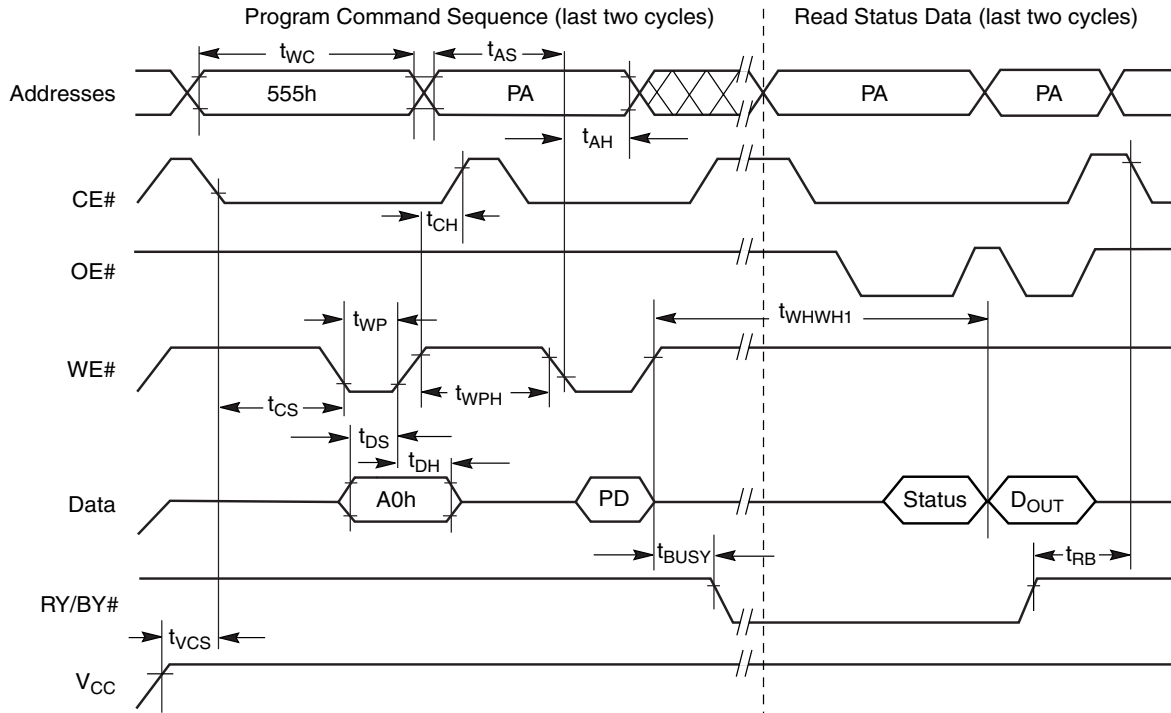 Program Command Sequence (last two cycles) Read Status Data (last two cycles)
tWC tAS
Addresses 555h PA PA PA
tAH
CE#
tCH
OE#
tWP tWHWH1
WE#
tCS tWPH
tDS
tDH
Data A0h PD Status DOUT
tBUSY tRB
RY/BY#
tVCS
VCC